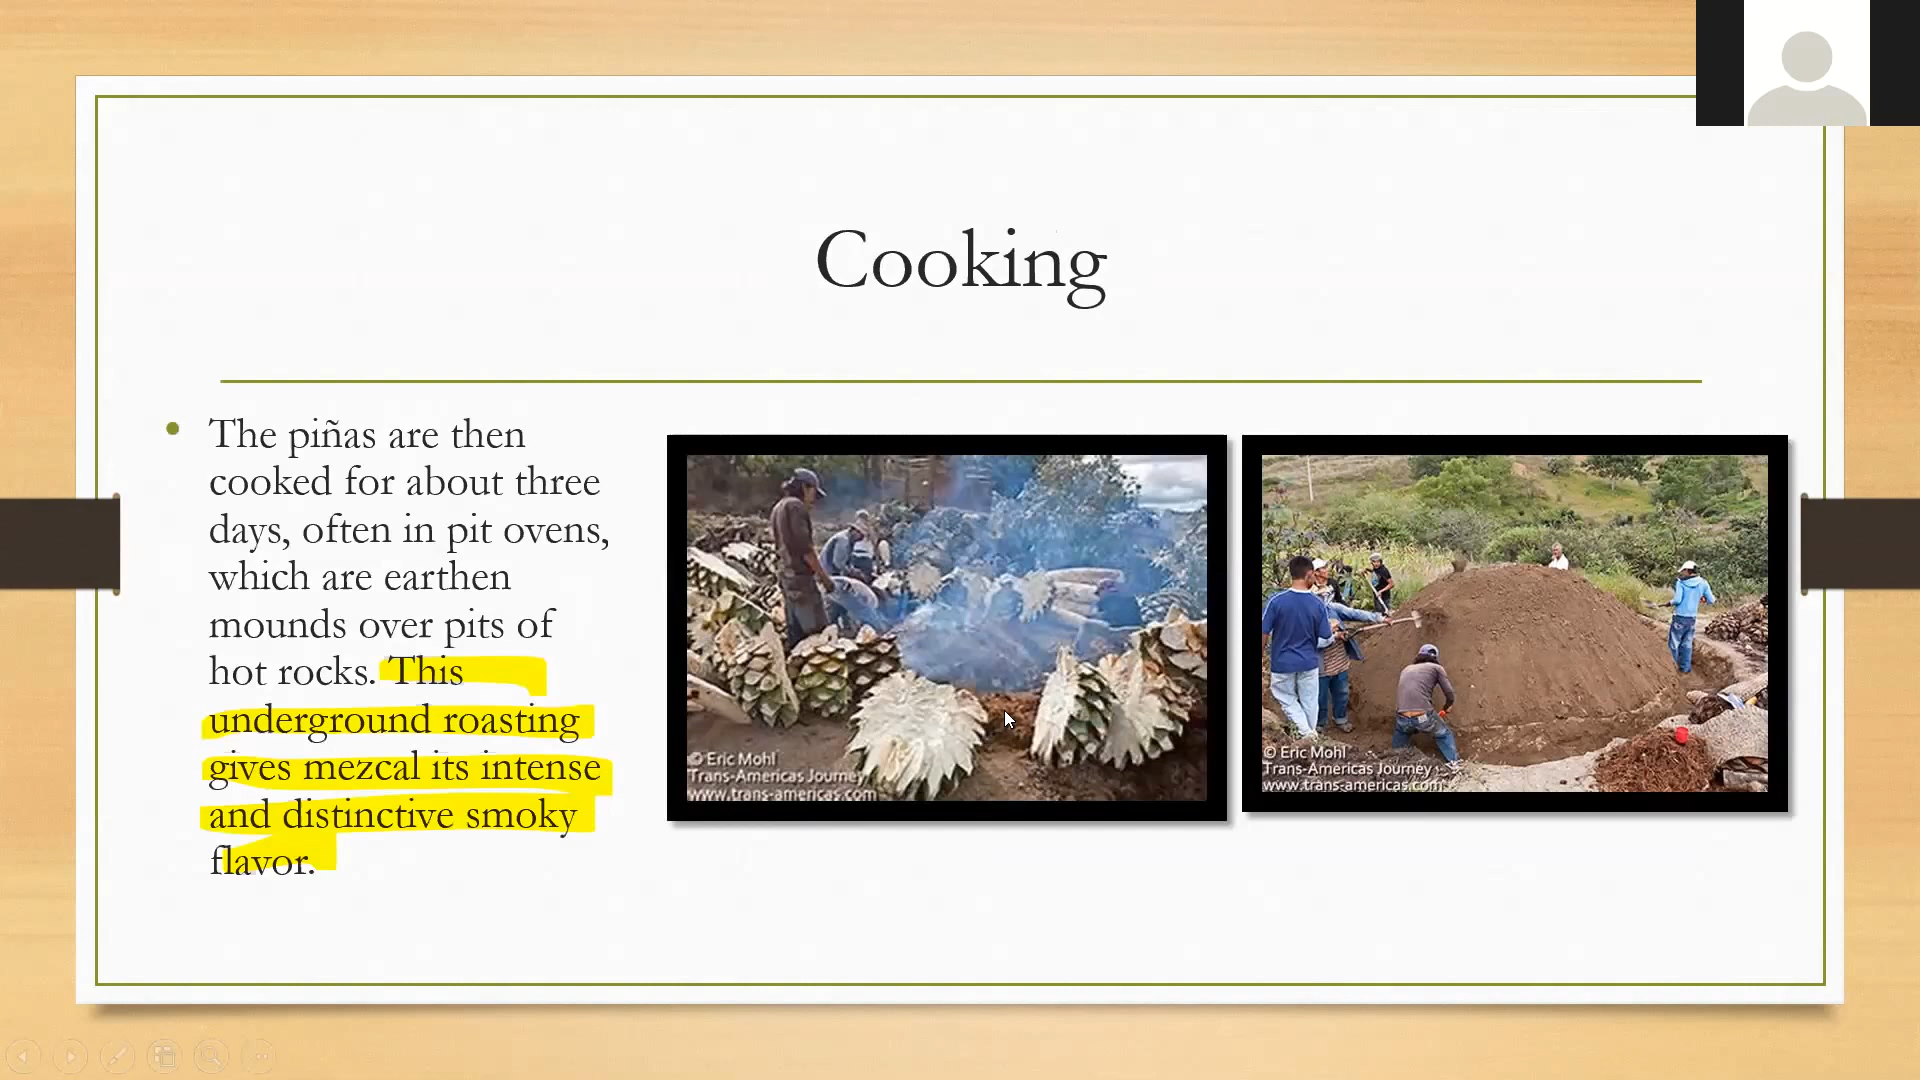 Cooking
The piñas are then
cooked for about three
days, often in pit ovens,
which are earthen
mounds over pits of
hot rocks. This
underground roasting
gives mezcal its intense
and distinctive smoky
flavor.
© Eric Mohl
Trans-Americas Journey
www.trans-americas.com
© Eric Mohl
Trans-Americas Journey
www.trans-americas.com